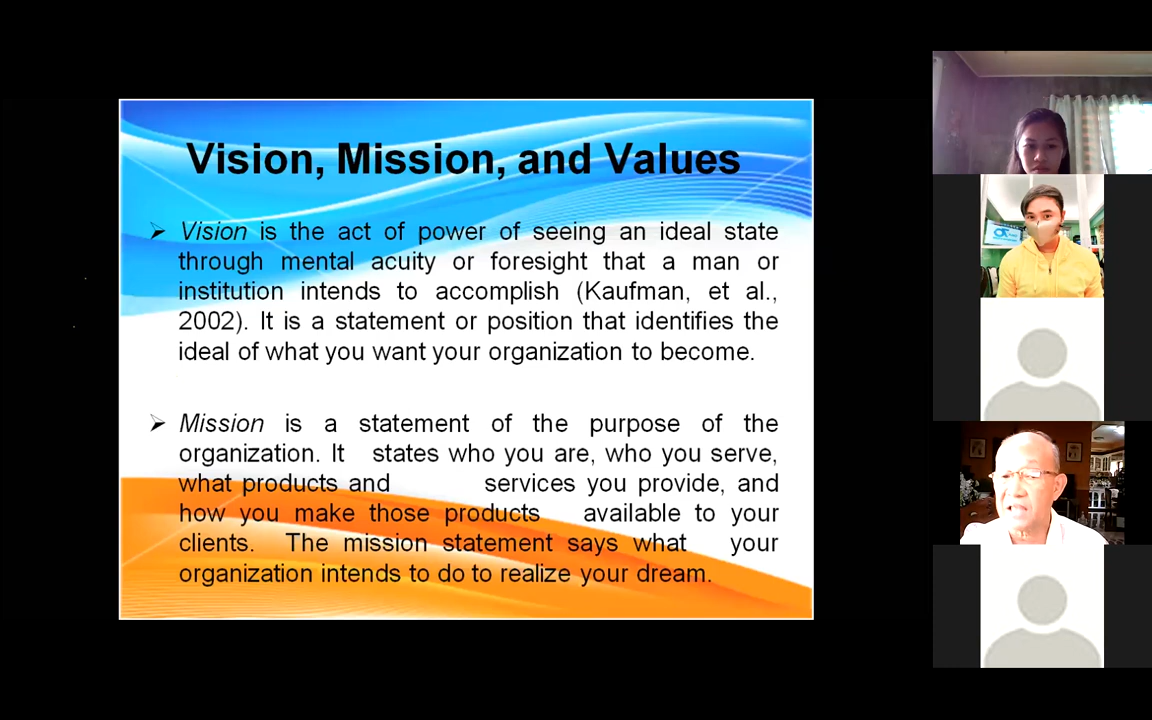 Vision, Mission, and Values
➢ Vision is the act of power of seeing an ideal state
through mental acuity or foresight that a man or
institution intends to accomplish (Kaufman, et al.,
2002). It is a statement or position that identifies the
ideal of what you want your organization to become.
➢ Mission is a statement of the purpose of the
organization. It states who you are, who you serve,
what products and services you provide, and
how you make those products available to your
clients. The mission statement says what your
organization intends to do to realize your dream.